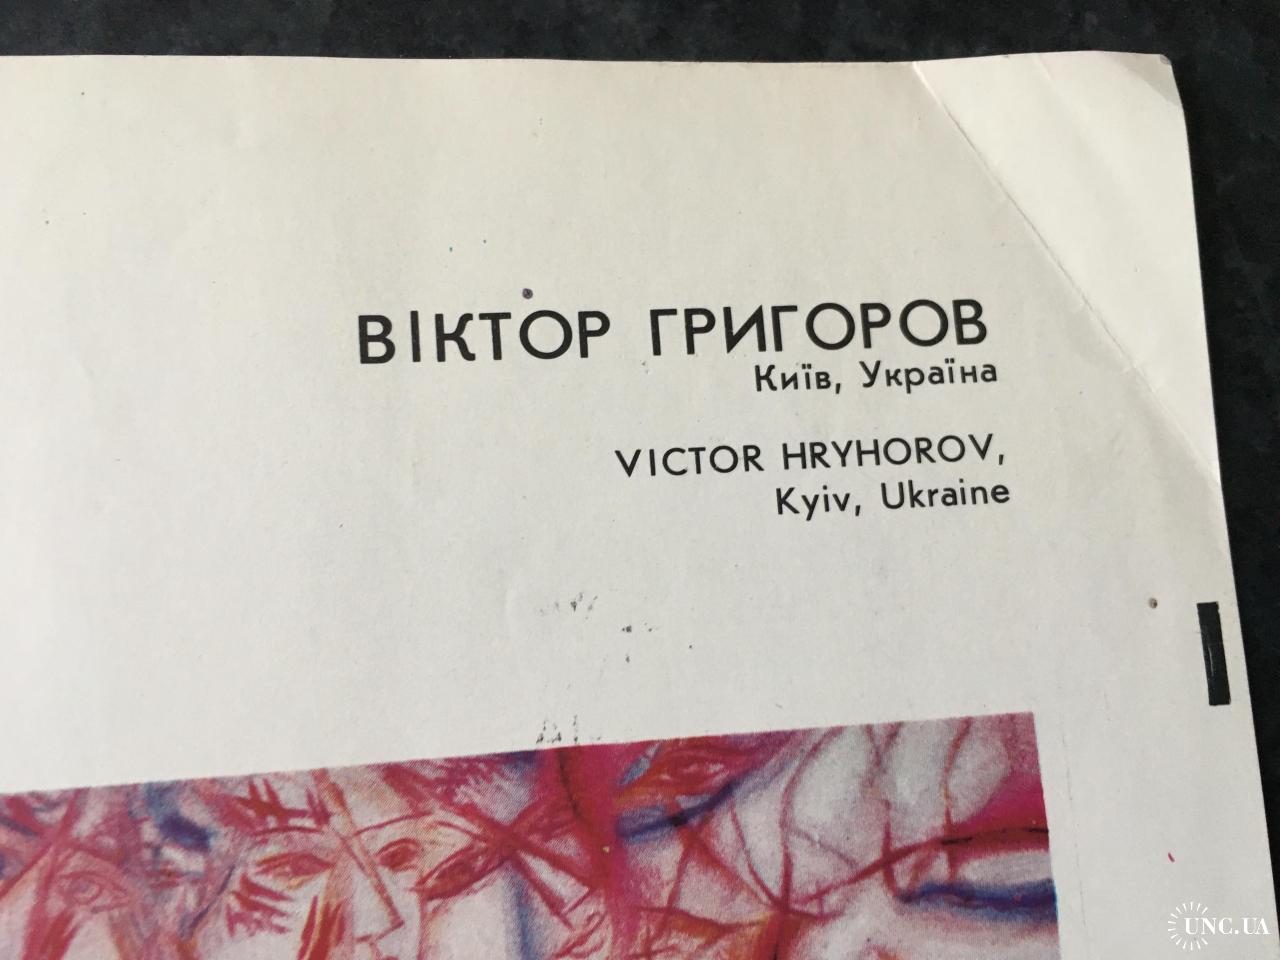 ВІКТОР ГРИГОРОВ
Київ, Україна
VICTOR HRYHOROV,
Kyiv, Ukraine
UNC.UA